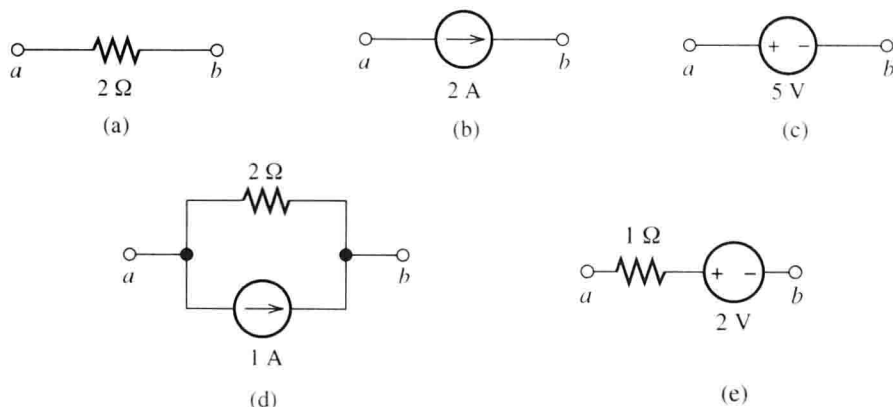 a 2 Ω b
(a)
a 2 A b
(b)
+ −
a 5 V b
(c)
2 Ω
a b
1 A
(d)
1 Ω
+ −
a 2 V b
(e)